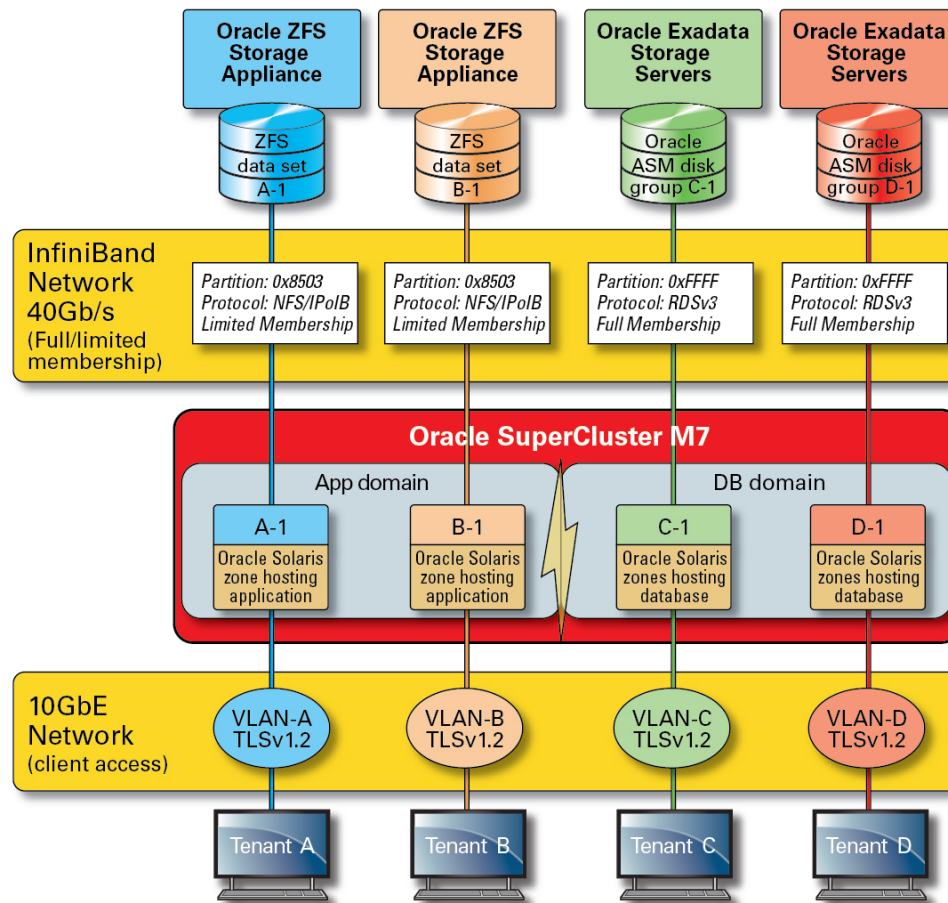 Oracle ZFS
Storage
Appliance
Oracle ZFS
Storage
Appliance
Oracle Exadata
Storage
Servers
Oracle Exadata
Storage
Servers
ZFS
data set
A-1
ZFS
data set
B-1
Oracle
ASM disk
group C-1
Oracle
ASM disk
group D-1
InfiniBand
Network
40Gb/s
(Full/limited
membership)
Partition: 0x8503
Protocol: NFS/IPoIB
Limited Membership
Partition: 0x8503
Protocol: NFS/IPoIB
Limited Membership
Partition: 0xFFFF
Protocol: RDSv3
Full Membership
Partition: 0xFFFF
Protocol: RDSv3
Full Membership
Oracle SuperCluster M7
App domain
DB domain
A-1
Oracle Solaris
zone hosting
application
B-1
Oracle Solaris
zone hosting
application
C-1
Oracle Solaris
zones hosting
database
D-1
Oracle Solaris
zones hosting
database
10GbE
Network
(client access)
VLAN-A
TLSv1.2
VLAN-B
TLSv1.2
VLAN-C
TLSv1.2
VLAN-D
TLSv1.2
Tenant A
Tenant B
Tenant C
Tenant D